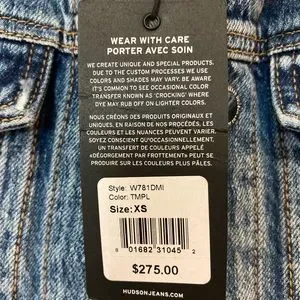 WEAR WITH CARE
PORTER AVEC SOIN
WE CREATE UNIQUE AND SPECIAL PRODUCTS.
DUE TO THE CUSTOM PROCESSES WE USE
COLORS AND SHADES MAY VARY. BE AWARE
IT'S COMMON TO SEE OCCASIONAL COLOR
TRANSFER KNOWN AS 'CROCKING' WHERE
DYE MAY RUB OFF ON LIGHTER COLORS.
NOUS CRÉONS DES PRODUITS ORIGINAUX ET
UNIQUES, EN RAISON DE NOS PROCÉDÉS, LES
COULEURS ET LES NUANCES PEUVENT VARIER.
SOYEZ CONSCIENT QU'OCCASIONNELLEMENT,
UN TRANSFERT DE COULEURS APPELÉ
«DÉGORGEMENT PAR FROTTEMENT» PEUT SE
PRODUIRE SUR LES COULEURS PLUS PÂLES.
Style: W781DMI
Color: TMPL
Size: XS
8 01682 31045 2
$275.00
HUDSONJEANS.COM